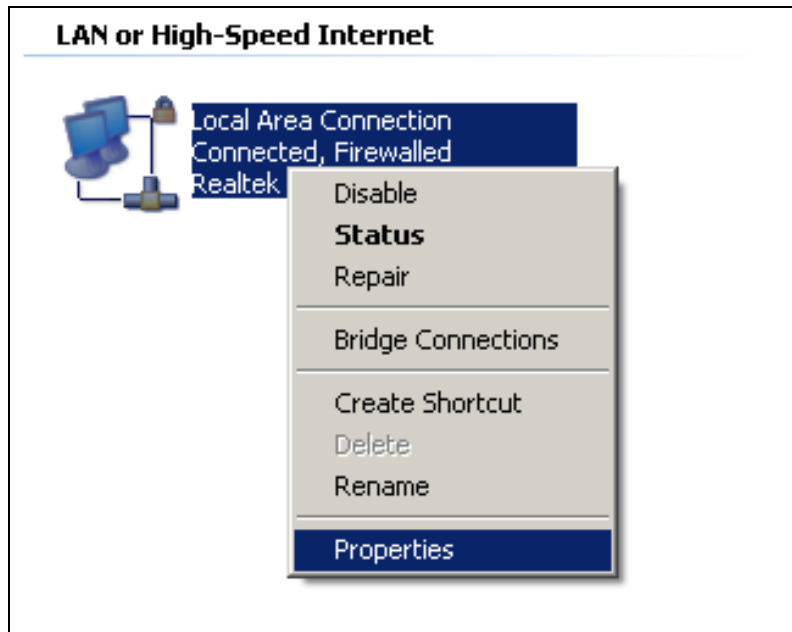 LAN or High-Speed Internet
Local Area Connection
Connected, Firewalled
Realtek
Disable
Status
Repair
Bridge Connections
Create Shortcut
Delete
Rename
Properties